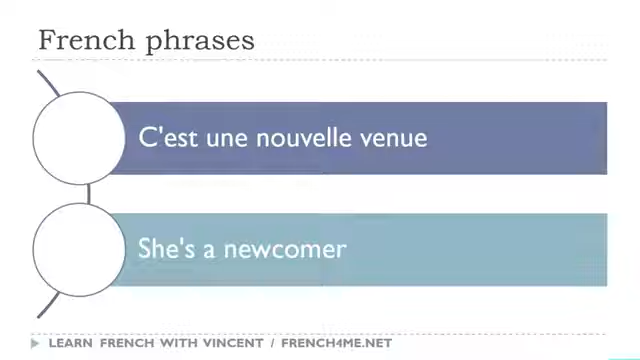 French phrases
C'est une nouvelle venue
She's a newcomer
LEARN FRENCH WITH VINCENT / FRENCH4ME.NET